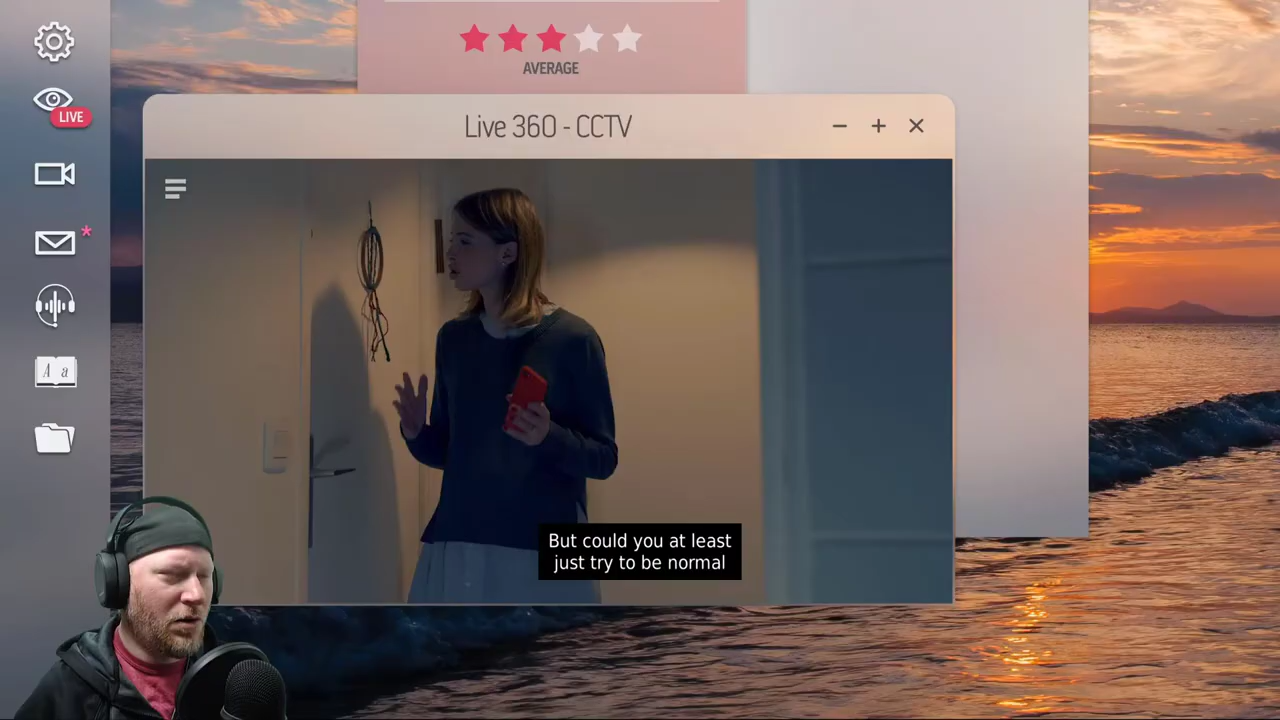 AVERAGE
LIVE
Live 360 - CCTV
A a
But could you at least
just try to be normal